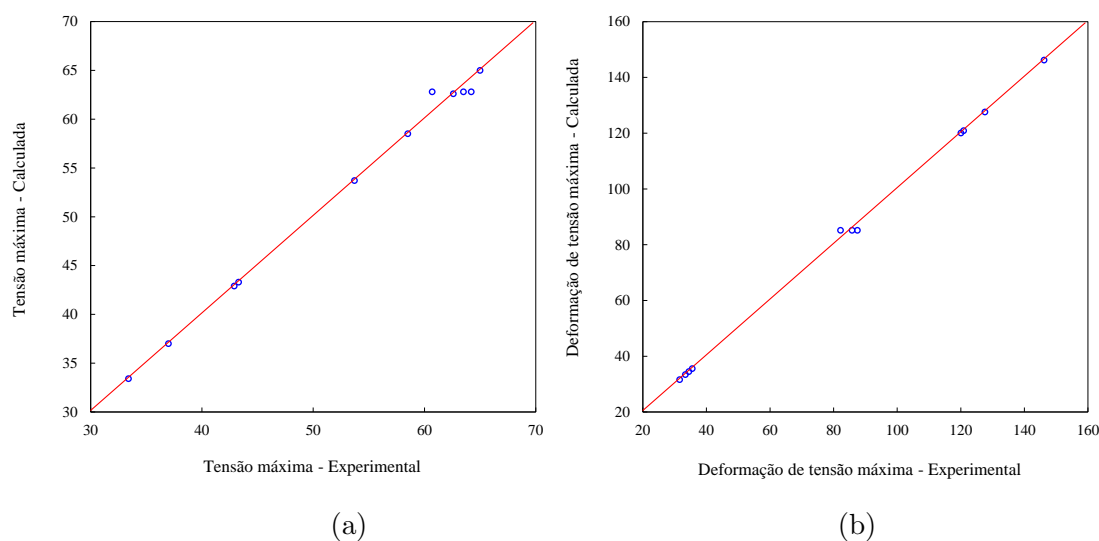 Tensão máxima - Calculada
70
65
60
55
50
45
40
35
30
30 40 50 60 70
Tensão máxima - Experimental
(a)
Deformação de tensão máxima - Calculada
160
140
120
100
80
60
40
20
20 40 60 80 100 120 140 160
Deformação de tensão máxima - Experimental
(b)